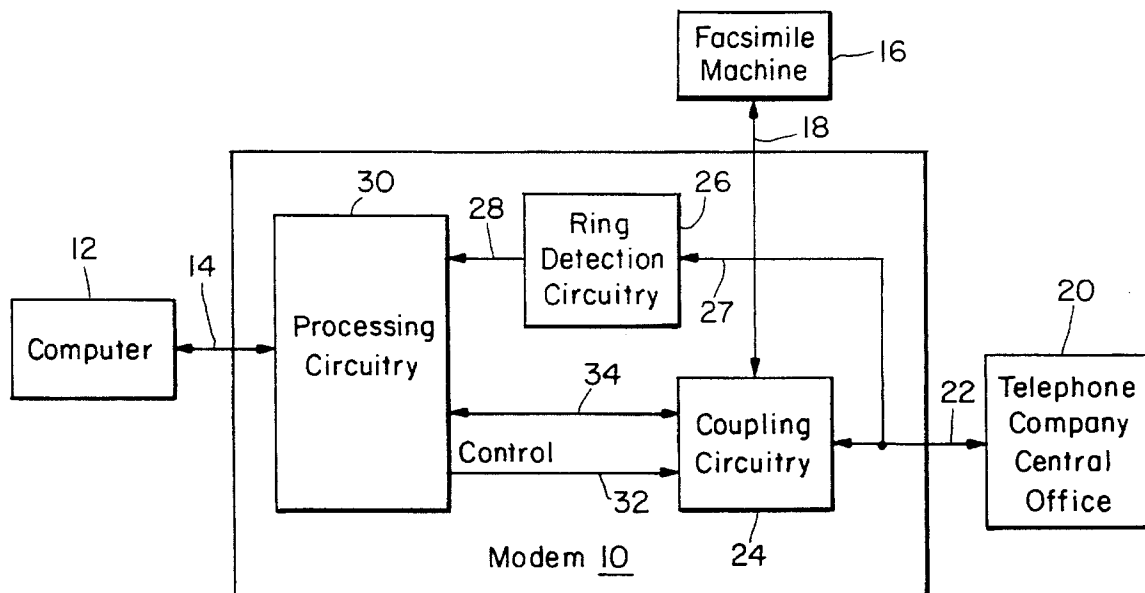 Facsimile
Machine
16
18
30
26
28
Ring
Detection
Circuitry
27
12
14
20
Computer
Processing
Circuitry
34
Control
32
Coupling
Circuitry
24
22
Telephone
Company
Central
Office
Modem 10